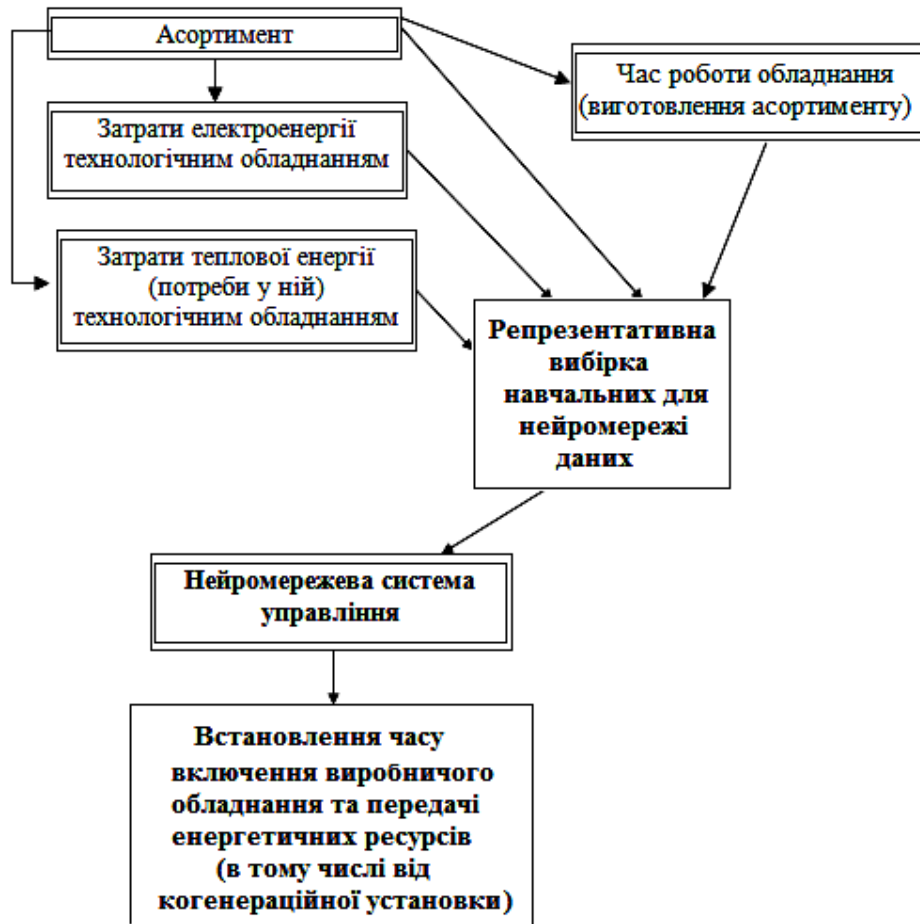 Асортимент
Час роботи обладнання
(виготовлення асортименту)
Затрати електроенергії
технологічним обладнанням
Затрати теплової енергії
(потреби у ній)
технологічним обладнанням
Репрезентативна
вибірка
навчальних для
нейромережі
даних
Нейромережева система
управління
Встановлення часу
включення виробничого
обладнання та передачі
енергетичних ресурсів
(в тому числі від
когенераційної установки)